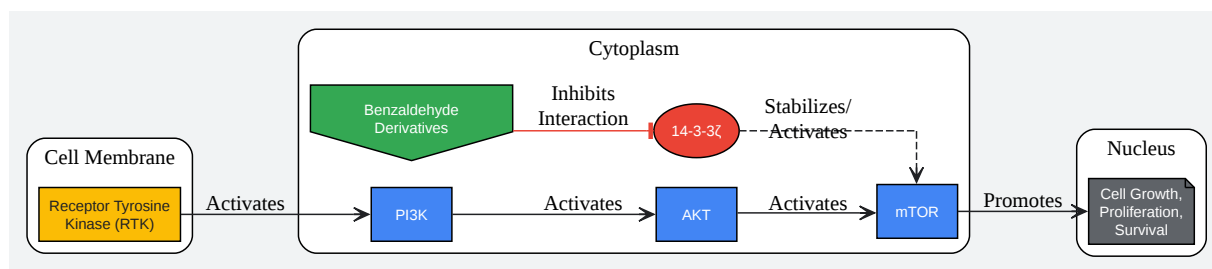 Cytoplasm
Benzaldehyde
Derivatives
Inhibits
Interaction
14-3-3ζ
Stabilizes/
Activates
Cell Membrane
Receptor Tyrosine
Kinase (RTK)
Activates
PI3K
Activates
AKT
Activates
mTOR
Promotes
Nucleus
Cell Growth,
Proliferation,
Survival